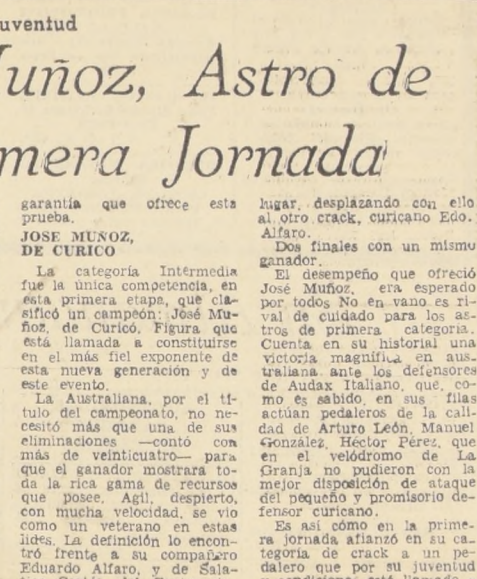 uventud
uñoz, Astro de
mera Jornada
garantía que ofrece esta
prueba.
JOSE MUÑOZ,
DE CURICO
La categoría Intermedia
fue la única competencia, en
esta primera etapa, que cla-
sificó un campeón: José Mu-
ñoz, de Curicó. Figura que
está llamada a constituirse
en el más fiel exponente de
esta nueva generación y de
este evento.
La Australiana, por el tí-
tulo del campeonato, no ne-
cesitó más que una de sus
eliminaciones —contó con
más de veinticuatro— para
que el ganador mostrara to-
da la rica gama de recursos
que posee. Agil, despierto,
con mucha velocidad, se vio
como un veterano en estas
lides. La definición lo encon-
tró frente a su compañero
Eduardo Alfaro, y de Sala-
lugar, desplazando con ello
al otro crack, curicano Edo.
Alfaro.
Dos finales con un mismo
ganador.
El desempeño que ofreció
José Muñoz, era esperado
por todos No en vano es ri-
val de cuidado para los as-
tros de primera categoría.
Cuenta en su historial una
victoria magnífica en aus-
traliana ante los defensores
de Audax Italiano, que, co-
mo es sabido, en sus filas
actúan pedaleros de la cali-
dad de Arturo León, Manuel
González, Héctor Pérez, que
en el velódromo de La
Granja no pudieron con la
mejor disposición de ataque
del pequeño y promisorio de-
fensor curicano.
Es así cómo en la prime-
ra jornada afianzó en su ca-
tegoría de crack a un pe-
dalero que por su juventud